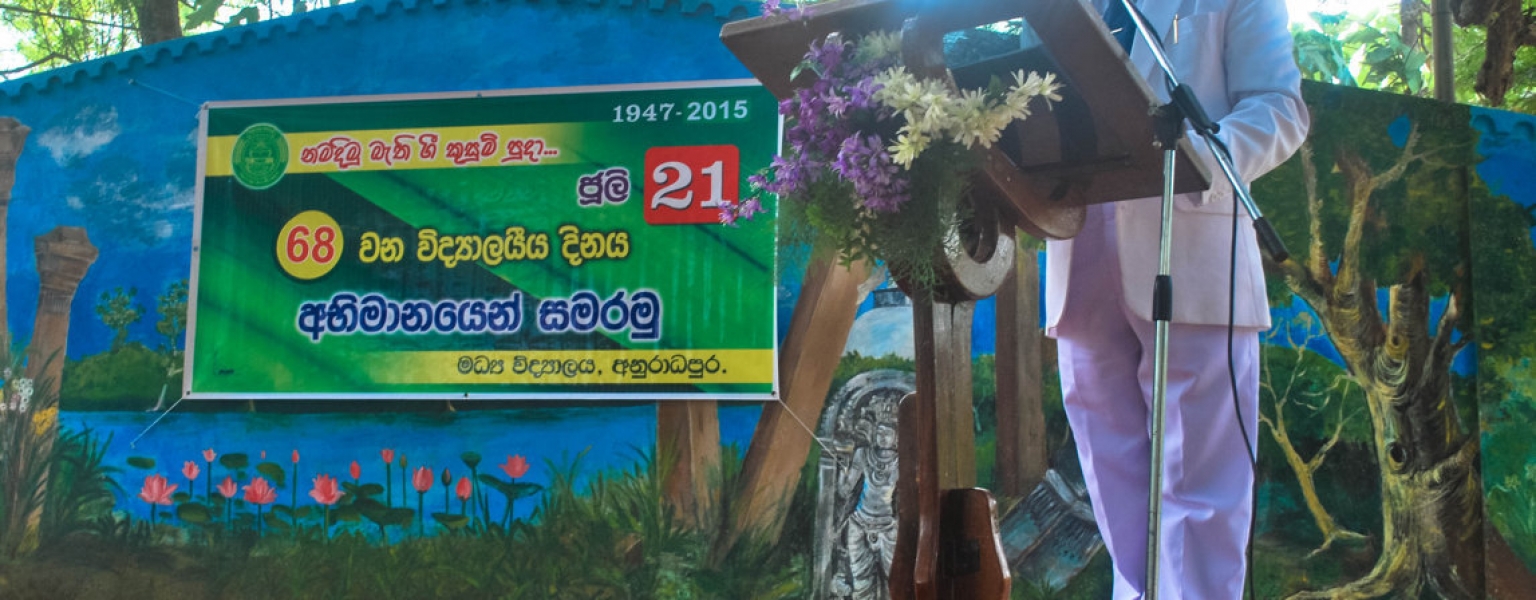 1947-2015
නමදිමු බැති ගී කුසුම් පුදා...
ජූලි 21
68 වන විද්‍යාලයීය දිනය
අභිමානයෙන් සමරමු
මධ්‍ය විද්‍යාලය, අනුරාධපුර.